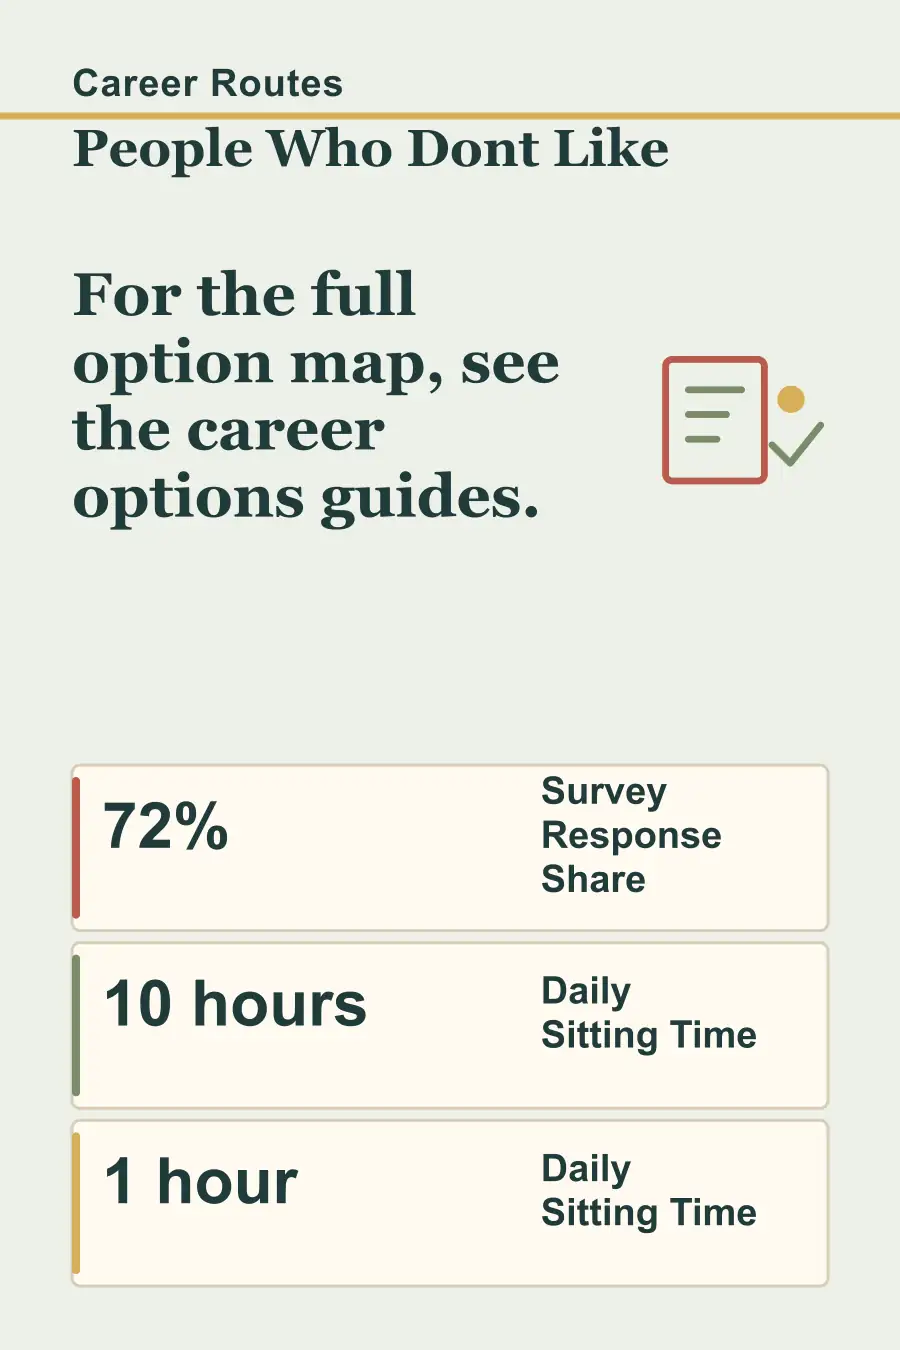 Career Routes
People Who Dont Like
For the full
option map, see
the career
options guides.
72%
Survey
Response
Share
10 hours
Daily
Sitting Time
1 hour
Daily
Sitting Time